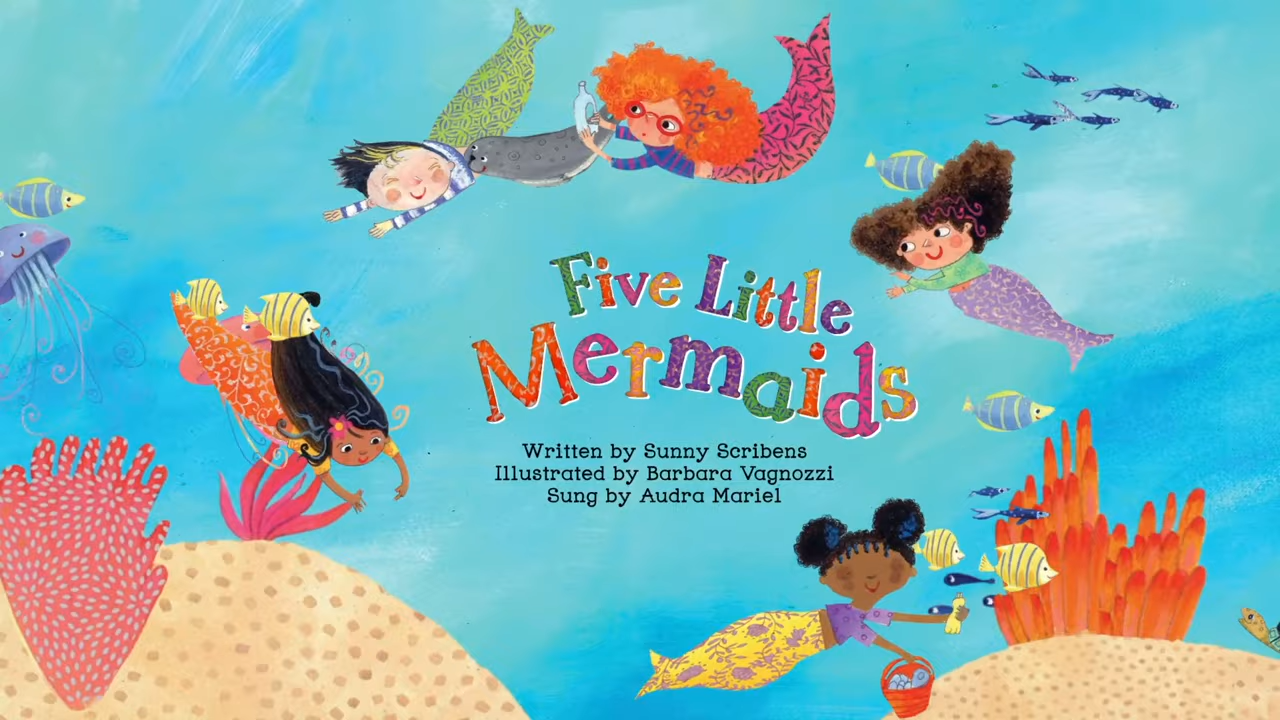 Five Little
Mermaids
Written by Sunny Scribens
Illustrated by Barbara Vagnozzi
Sung by Audra Mariel